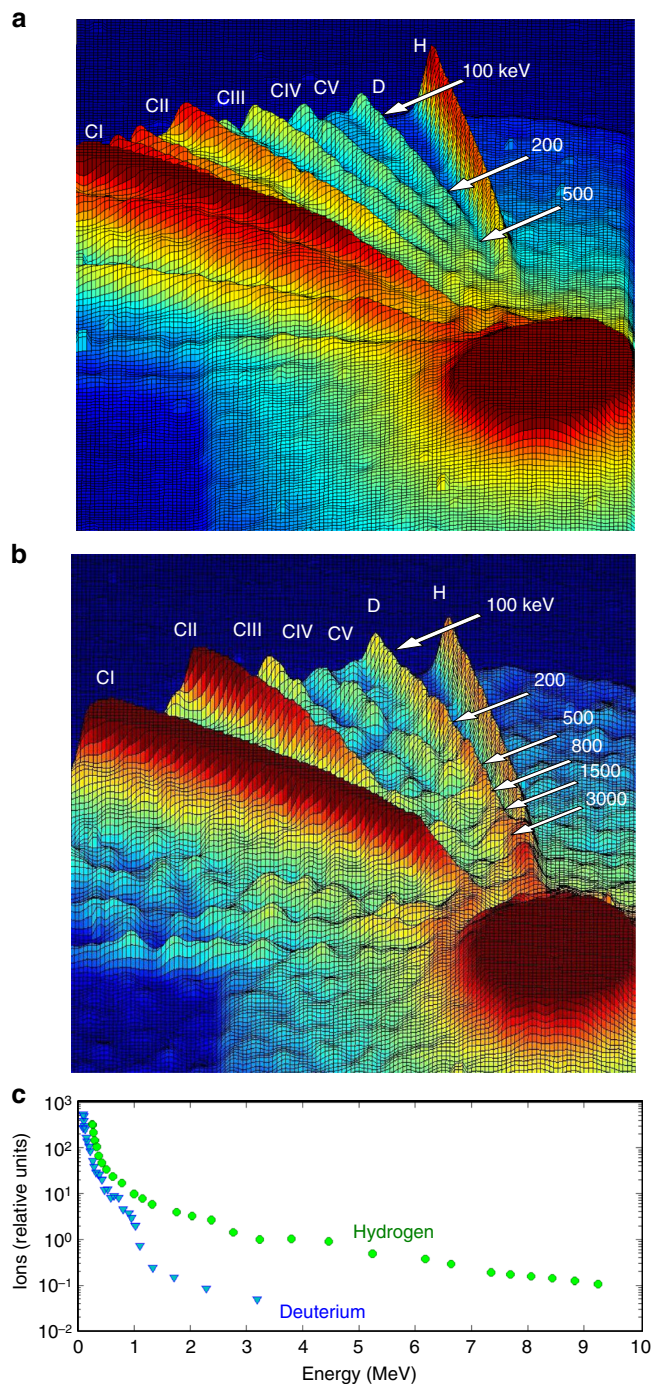 a
H
100 keV
D
CV
CIV
CIII
CII
CI
200
500
b
D
H
100 keV
CV
CIV
CIII
CII
CI
200
500
800
1500
3000
c
10³
10²
10¹
10⁰
10⁻¹
10⁻²
Ions (relative units)
Hydrogen
Deuterium
0 1 2 3 4 5 6 7 8 9 10
Energy (MeV)